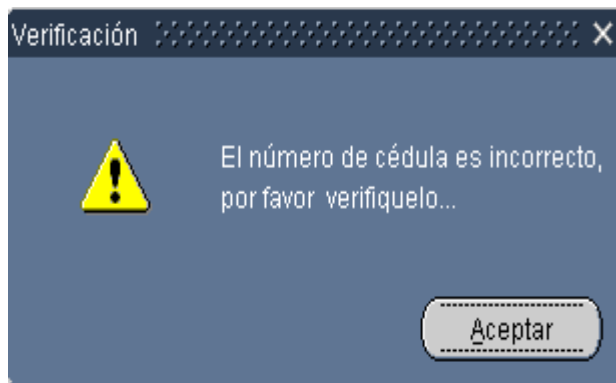 Verificación
El número de cédula es incorrecto,
por favor verifiquelo...
Aceptar